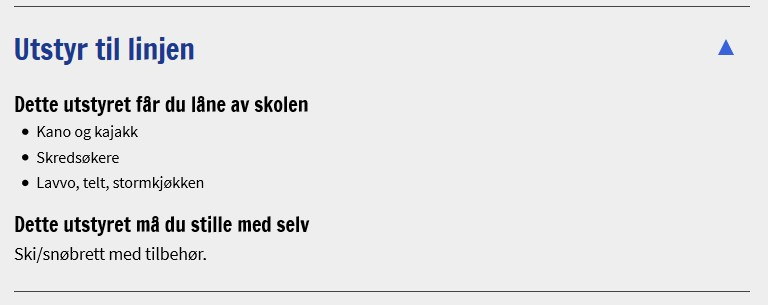 Utstyr til linjen
Dette utstyret får du låne av skolen
Kano og kajakk
Skredsøkere
Lavvo, telt, stormkjøkken
Dette utstyret må du stille med selv
Ski/snøbrett med tilbehør.